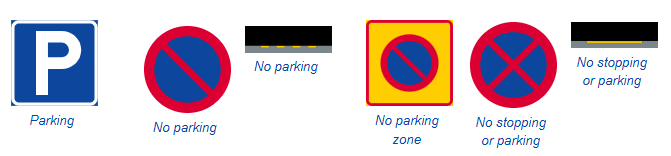 P
Parking
No parking
No parking
No parking
zone
No stopping
or parking
No stopping
or parking